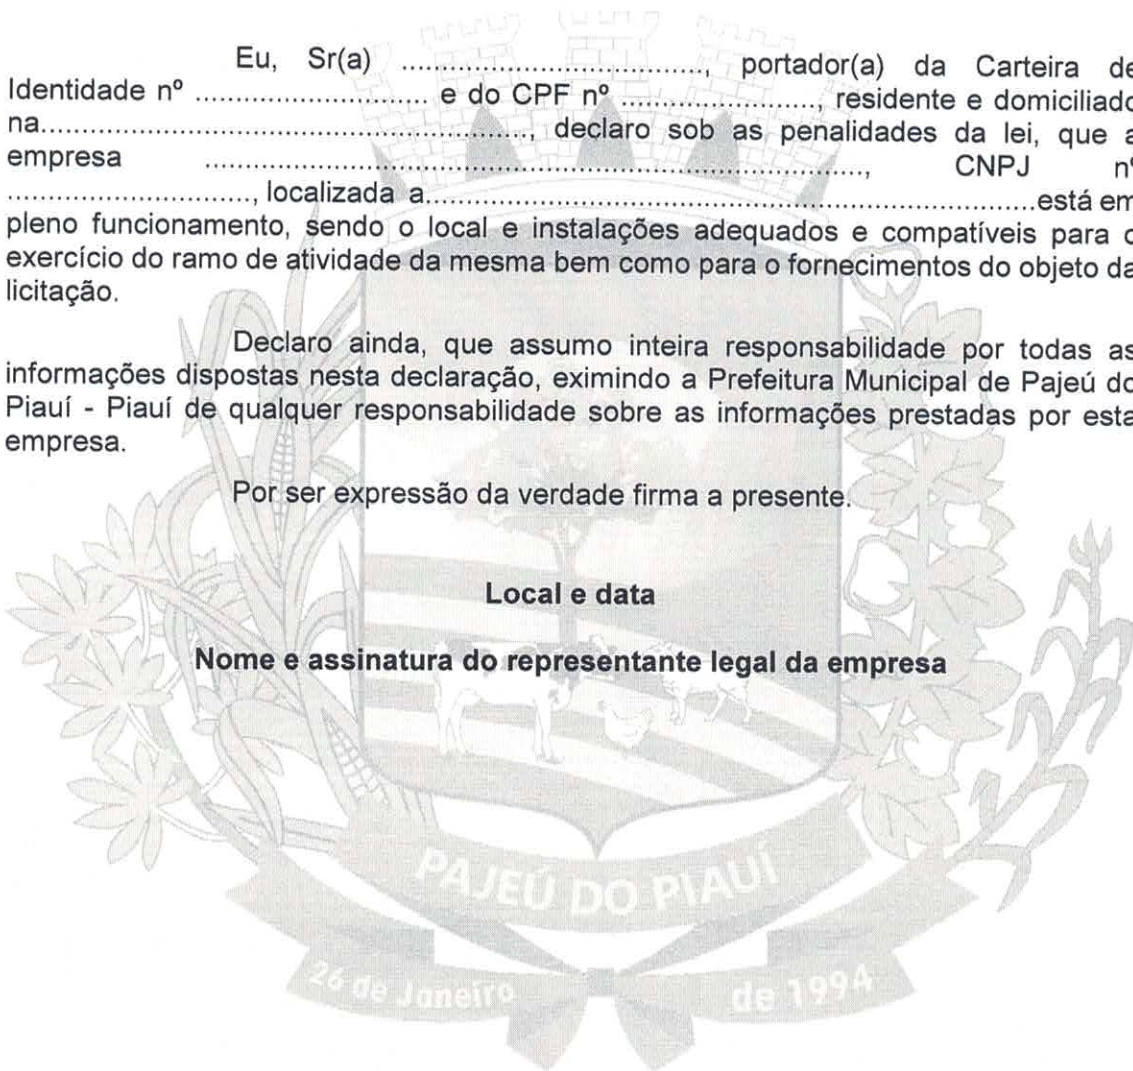 Eu, Sr(a) ...................................., portador(a) da Carteira de
Identidade nº ............................ e do CPF nº ........................, residente e domiciliado
na..........................................................., declaro sob as penalidades da lei, que a
empresa ................................................................................, CNPJ nº
............................., localizada a..........................................................................está em
pleno funcionamento, sendo o local e instalações adequados e compatíveis para o
exercício do ramo de atividade da mesma bem como para o fornecimentos do objeto da
licitação.
Declaro ainda, que assumo inteira responsabilidade por todas as
informações dispostas nesta declaração, eximindo a Prefeitura Municipal de Pajeú do
Piauí - Piauí de qualquer responsabilidade sobre as informações prestadas por esta
empresa.
Por ser expressão da verdade firma a presente.
Local e data
Nome e assinatura do representante legal da empresa
PAJEÚ DO PIAUÍ
26 de Janeiro de 1994